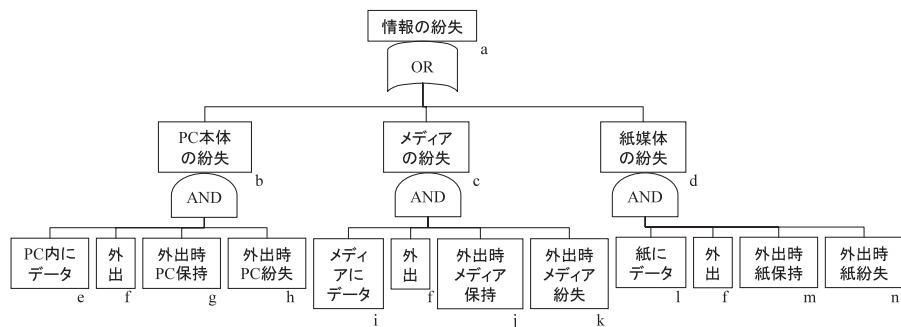 情報の紛失
a
OR
PC本体
の紛失
b
AND
メディア
の紛失
c
AND
紙媒体
の紛失
d
AND
PC内に
データ
e
外
出
f
外出時
PC保持
g
外出時
PC紛失
h
メデ
ィアに
データ
i
外
出
f
外出時
メディア
保持
j
外出時
メディア
紛失
k
紙に
データ
l
外
出
f
外出時
紙保持
m
外出時
紙紛失
n